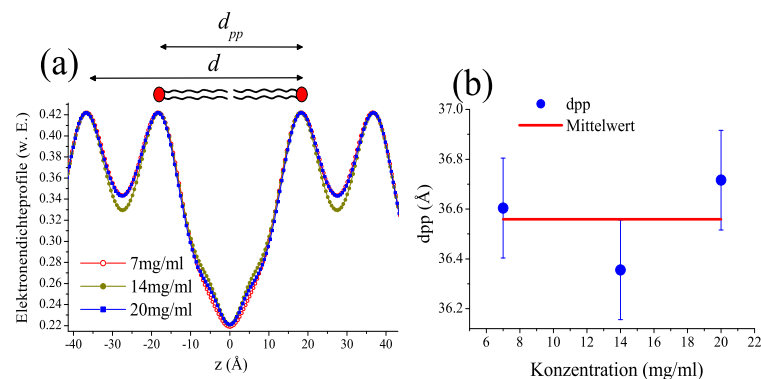 (a)
d_pp
d
Elektronendichteprofile (w. E.)
0.42
0.40
0.38
0.36
0.34
0.32
0.30
0.28
0.26
0.24
0.22
7mg/ml
14mg/ml
20mg/ml
-40 -30 -20 -10 0 10 20 30 40
z (Å)
(b)
dpp
Mittelwert
dpp (Å)
37.0
36.8
36.6
36.4
36.2
6 8 10 12 14 16 18 20 22
Konzentration (mg/ml)